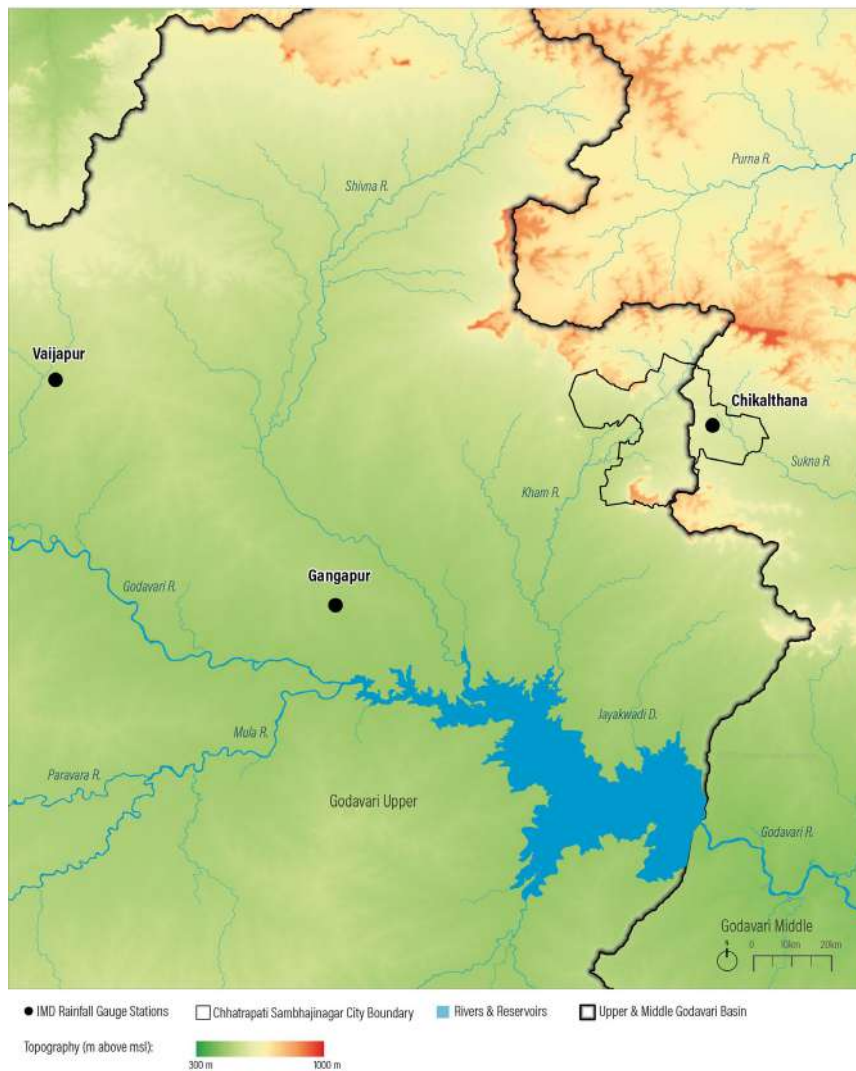 Shivna R.
Purna R.
Vaijapur
Chikalthana
Sukna R.
Kham R.
Gangapur
Godavari R.
Mula R.
Jayakwadi D.
Paravara R.
Godavari Upper
Godavari R.
Godavari Middle
N
0 10km 20km
IMD Rainfall Gauge Stations
Chhatrapati Sambhajinagar City Boundary
Rivers & Reservoirs
Upper & Middle Godavari Basin
Topography (m above msl):
300 m 1000 m